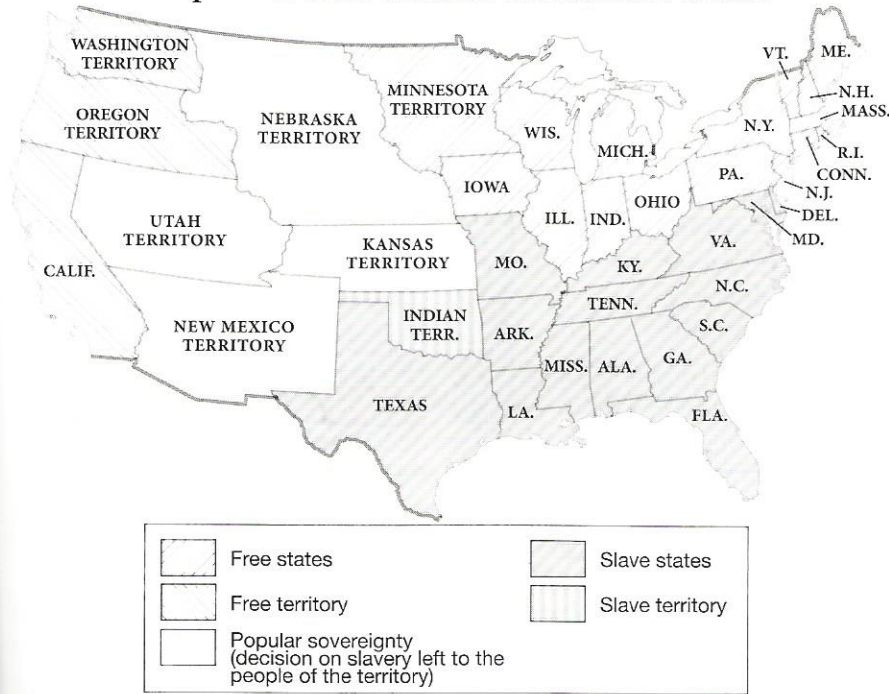 WASHINGTON
TERRITORY
OREGON
TERRITORY
NEBRASKA
TERRITORY
MINNESOTA
TERRITORY
UTAH
TERRITORY
CALIF.
NEW MEXICO
TERRITORY
KANSAS
TERRITORY
INDIAN
TERR.
TEXAS
IOWA
WIS.
MICH.
ILL.
IND.
OHIO
MO.
ARK.
LA.
MISS.
ALA.
GA.
FLA.
S.C.
N.C.
TENN.
KY.
VA.
PA.
N.Y.
VT.
ME.
N.H.
MASS.
R.I.
CONN.
N.J.
DEL.
MD.
Free states
Free territory
Popular sovereignty
(decision on slavery left to the
people of the territory)
Slave states
Slave territory